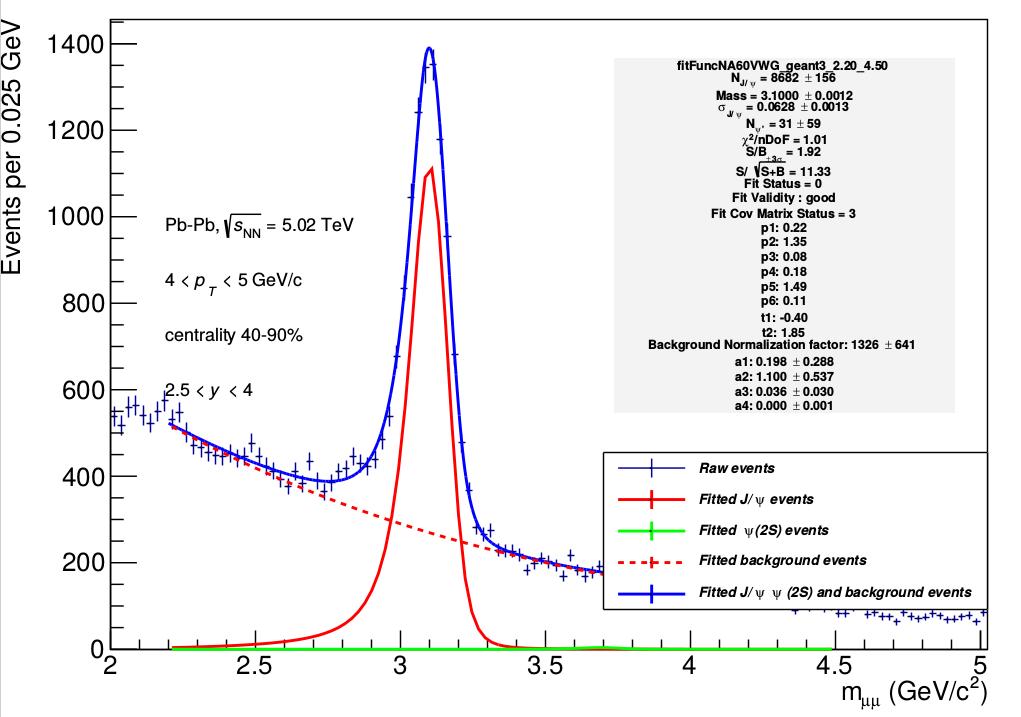 Events per 0.025 GeV
1400
1200
1000
800
600
400
200
0
2
2.5
3
3.5
4
4.5
5
m_μμ (GeV/c²)
Pb-Pb, √s_NN = 5.02 TeV
4 < p_T < 5 GeV/c
centrality 40-90%
2.5 < y < 4
fitFuncNA60VWG_geant3_2.20_4.50
N_J/ψ = 8682 ± 156
Mass = 3.1000 ± 0.0012
σ_J/ψ = 0.0628 ± 0.0013
N_ψ' = 31 ± 59
χ²/nDoF = 1.01
S/B_±3σ = 1.92
S/ √S+B = 11.33
Fit Status = 0
Fit Validity : good
Fit Cov Matrix Status = 3
p1: 0.22
p2: 1.35
p3: 0.08
p4: 0.18
p5: 1.49
p6: 0.11
t1: -0.40
t2: 1.85
Background Normalization factor: 1326 ± 641
a1: 0.198 ± 0.288
a2: 1.100 ± 0.537
a3: 0.036 ± 0.030
a4: 0.000 ± 0.001
Raw events
Fitted J/ψ events
Fitted ψ(2S) events
Fitted background events
Fitted J/ψ ψ (2S) and background events